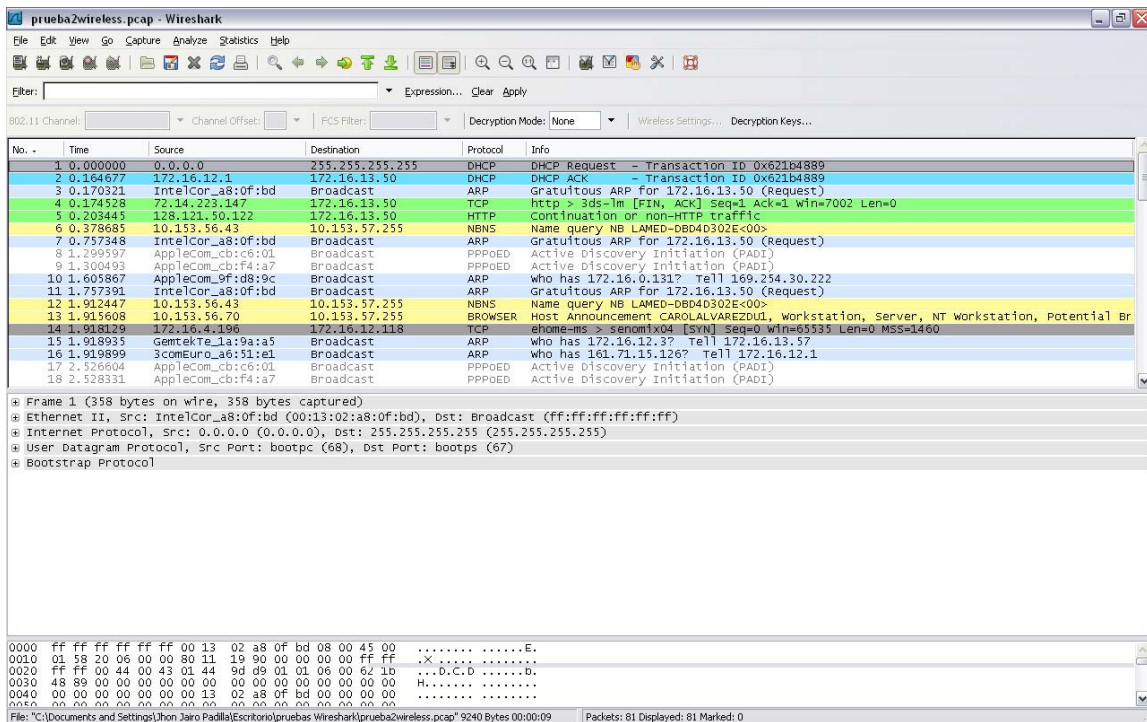 prueba2wireless.pcap - Wireshark
File Edit View Go Capture Analyze Statistics Help
Filter: Expression... Clear Apply
802.11 Channel: Channel Offset: FCS Filter: Decryption Mode: None Wireless Settings... Decryption Keys...
No. - Time Source Destination Protocol Info
1 0.000000 0.0.0.0 255.255.255.255 DHCP DHCP Request - Transaction ID 0x621b4889
2 0.164677 172.16.12.1 172.16.13.50 DHCP DHCP ACK - Transaction ID 0x621b4889
3 0.170321 IntelCor_a8:0f:bd Broadcast ARP Gratuitous ARP for 172.16.13.50 (Request)
4 0.174528 72.14.223.147 172.16.13.50 TCP http > 3ds-lm [FIN, ACK] Seq=1 Ack=1 Win=7002 Len=0
5 0.203445 128.121.50.122 172.16.13.50 HTTP Continuation or non-HTTP traffic
6 0.378685 10.153.56.43 10.153.57.255 NBNS Name query NB LAMED-DBD4D302E<00>
7 0.757348 IntelCor_a8:0f:bd Broadcast ARP Gratuitous ARP for 172.16.13.50 (Request)
8 1.299597 AppleCom_cb:c6:01 Broadcast PPPoED Active Discovery Initiation (PADI)
9 1.300493 AppleCom_cb:f4:a7 Broadcast PPPoED Active Discovery Initiation (PADI)
10 1.605867 AppleCom_9f:d8:9c Broadcast ARP Who has 172.16.0.131? Tell 169.254.30.222
11 1.757391 IntelCor_a8:0f:bd Broadcast ARP Gratuitous ARP for 172.16.13.50 (Request)
12 1.912447 10.153.56.43 10.153.57.255 NBNS Name query NB LAMED-DBD4D302E<00>
13 1.915608 10.153.56.70 10.153.57.255 BROWSER Host Announcement CAROLALVAREZDU1, Workstation, Server, NT Workstation, Potential Br
14 1.918129 172.16.4.196 172.16.12.118 TCP ehome-ms > senomix04 [SYN] Seq=0 Win=65535 Len=0 MSS=1460
15 1.918935 GemtekTe_1a:9a:a5 Broadcast ARP Who has 172.16.12.3? Tell 172.16.13.57
16 1.919899 3comEuro_a6:51:e1 Broadcast ARP Who has 161.71.15.126? Tell 172.16.12.1
17 2.526604 AppleCom_cb:c6:01 Broadcast PPPoED Active Discovery Initiation (PADI)
18 2.528331 AppleCom_cb:f4:a7 Broadcast PPPoED Active Discovery Initiation (PADI)
Frame 1 (358 bytes on wire, 358 bytes captured)
Ethernet II, Src: IntelCor_a8:0f:bd (00:13:02:a8:0f:bd), Dst: Broadcast (ff:ff:ff:ff:ff:ff)
Internet Protocol, Src: 0.0.0.0 (0.0.0.0), Dst: 255.255.255.255 (255.255.255.255)
User Datagram Protocol, Src Port: bootpc (68), Dst Port: bootps (67)
Bootstrap Protocol
0000 ff ff ff ff ff ff 00 13 02 a8 0f bd 08 00 45 00 ........ ......E.
0010 01 58 20 06 00 00 80 11 19 90 00 00 00 00 ff ff .X ..... ........
0020 ff ff 00 44 00 43 01 44 9d d9 01 01 06 00 62 1b ...D.C.D ......b.
0030 48 89 00 00 00 00 00 00 00 00 00 00 00 00 00 00 H....... ........
0040 00 00 00 00 00 00 00 13 02 a8 0f bd 00 00 00 00 ........ ........
0050 00 00 00 00 00 00 00 00 00 00 00 00 00 00 00 00
File: "C:\Documents and Settings\Jhon Jairo Padilla\Escritorio\pruebas Wireshark\prueba2wireless.pcap" 9240 Bytes 00:00:09 Packets: 81 Displayed: 81 Marked: 0